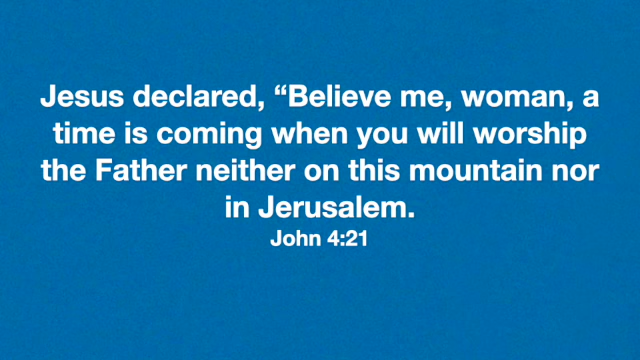 Jesus declared, “Believe me, woman, a
time is coming when you will worship
the Father neither on this mountain nor
in Jerusalem.
John 4:21